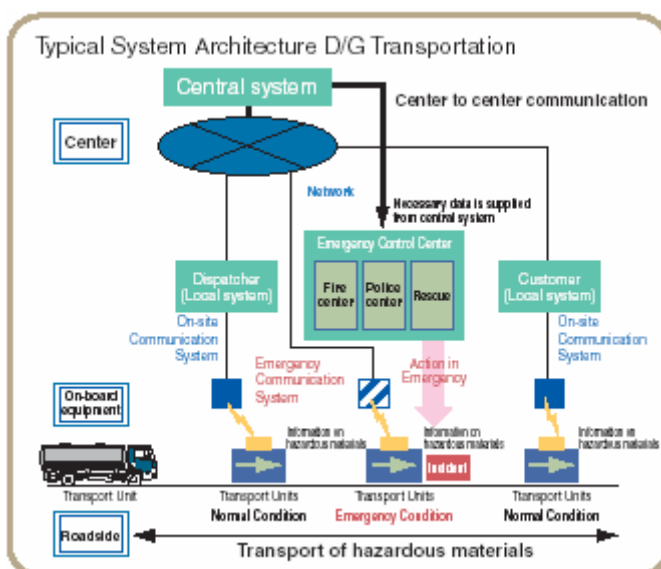 Typical System Architecture D/G Transportation
Central system
Center to center communication
Center
Network
Necessary data is supplied
from central system
Emergency Control Center
Fire
center
Police
center
Rescue
Dispatcher
(Local system)
Customer
(Local system)
On-site
Communication
System
Emergency
Communication
System
Action in
Emergency
On-site
Communication
System
On-board
equipment
Information on
hazardous materials
Information on
hazardous materials
Incident
Information on
hazardous materials
Transport Unit
Transport Units
Normal Condition
Transport Units
Emergency Condition
Transport Units
Normal Condition
Roadside
Transport of hazardous materials